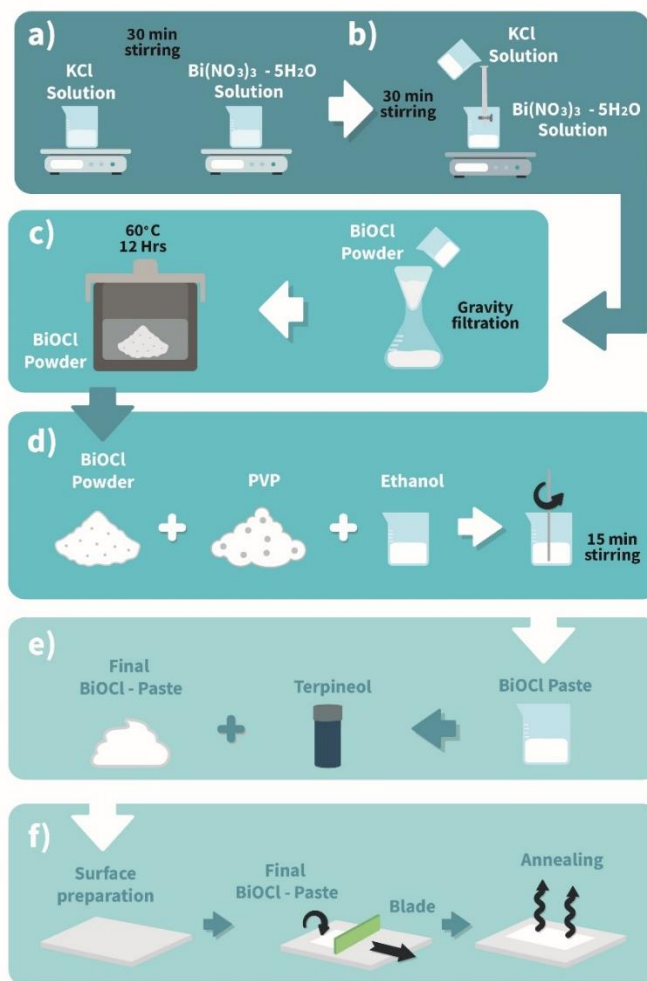 a)
30 min
stirring
KCl
Solution
Bi(NO₃)₃ - 5H₂O
Solution
b)
30 min
stirring
KCl
Solution
Bi(NO₃)₃ - 5H₂O
Solution
c)
60°C
12 Hrs
BiOCl
Powder
BiOCl
Powder
Gravity
filtration
d)
BiOCl
Powder
+
PVP
+
Ethanol
15 min
stirring
e)
Final
BiOCl - Paste
+
Terpineol
BiOCl Paste
f)
Surface
preparation
Final
BiOCl - Paste
Blade
Annealing